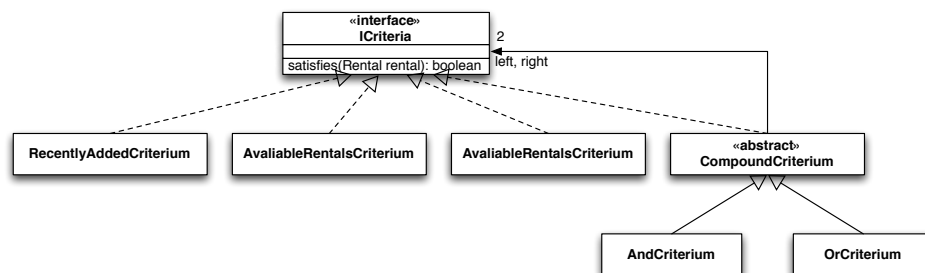 «interface»
ICriteria
satisfies(Rental rental): boolean
2
left, right
RecentlyAddedCriterium
AvaliableRentalsCriterium
AvaliableRentalsCriterium
«abstract»
CompoundCriterium
AndCriterium
OrCriterium